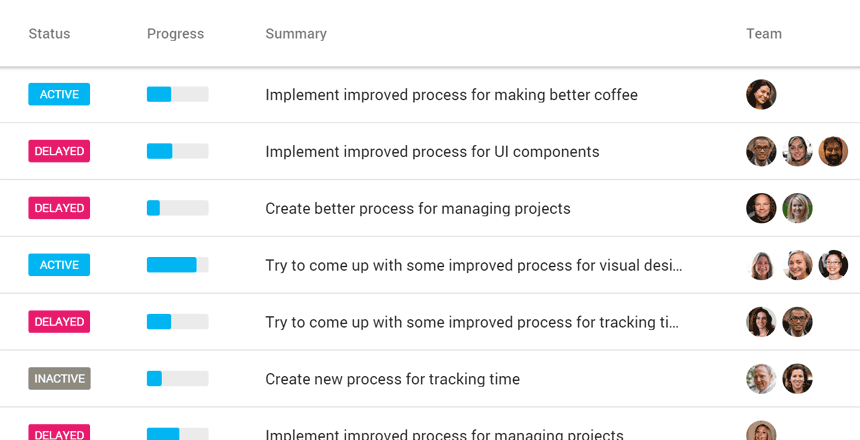 Status Progress Summary Team
ACTIVE Implement improved process for making better coffee
DELAYED Implement improved process for UI components
DELAYED Create better process for managing projects
ACTIVE Try to come up with some improved process for visual desi...
DELAYED Try to come up with some improved process for tracking ti...
INACTIVE Create new process for tracking time
DELAYED Implement improved process for managing projects